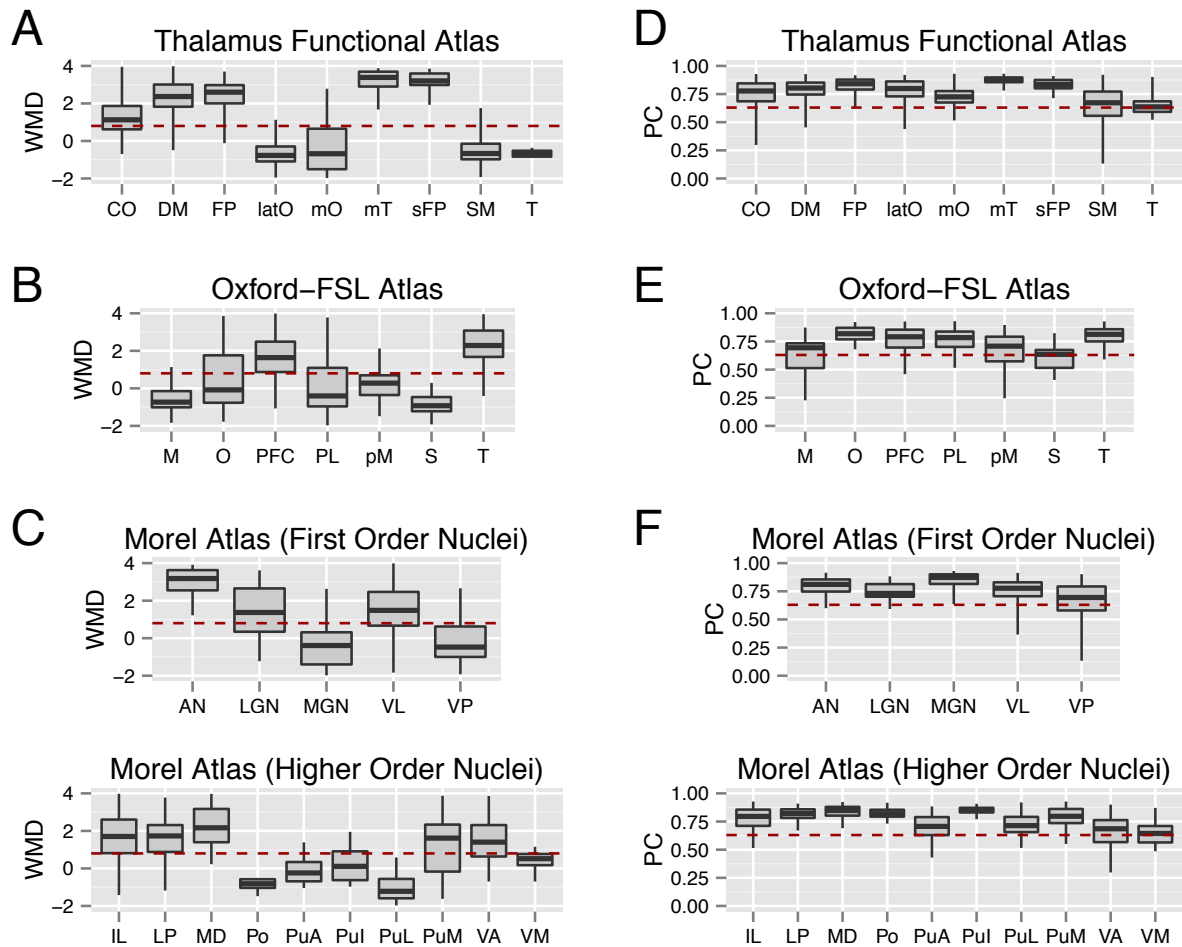 A
Thalamus Functional Atlas
WMD
4
2
0
−2
CO DM FP latO mO mT sFP SM T
B
Oxford−FSL Atlas
WMD
4
2
0
−2
M O PFC PL pM S T
C
Morel Atlas (First Order Nuclei)
WMD
4
2
0
−2
AN LGN MGN VL VP
Morel Atlas (Higher Order Nuclei)
WMD
4
2
0
−2
IL LP MD Po PuA PuI PuL PuM VA VM
D
Thalamus Functional Atlas
PC
1.00
0.75
0.50
0.25
0.00
CO DM FP latO mO mT sFP SM T
E
Oxford−FSL Atlas
PC
1.00
0.75
0.50
0.25
0.00
M O PFC PL pM S T
F
Morel Atlas (First Order Nuclei)
PC
1.00
0.75
0.50
0.25
0.00
AN LGN MGN VL VP
Morel Atlas (Higher Order Nuclei)
PC
1.00
0.75
0.50
0.25
0.00
IL LP MD Po PuA PuI PuL PuM VA VM